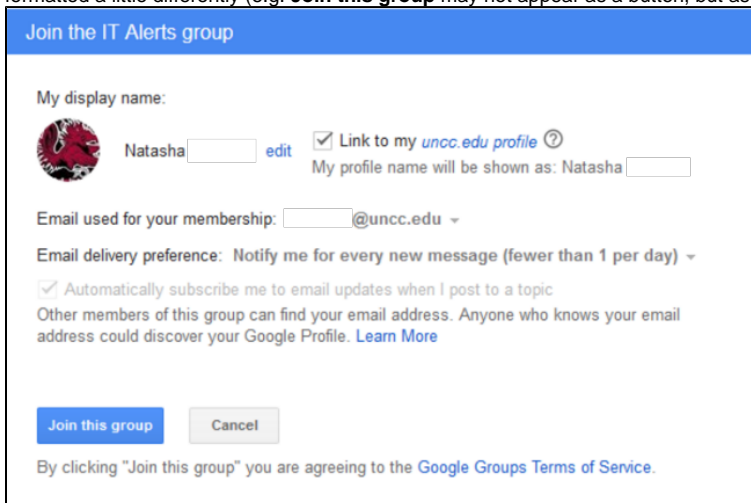 formatted a little differently (e.g. Join this group may not appear as a button, but as
Join the IT Alerts group
My display name:
Natasha edit Link to my uncc.edu profile ?
My profile name will be shown as: Natasha
Email used for your membership: @uncc.edu
Email delivery preference: Notify me for every new message (fewer than 1 per day)
Automatically subscribe me to email updates when I post to a topic
Other members of this group can find your email address. Anyone who knows your email
address could discover your Google Profile. Learn More
Join this group Cancel
By clicking "Join this group" you are agreeing to the Google Groups Terms of Service.